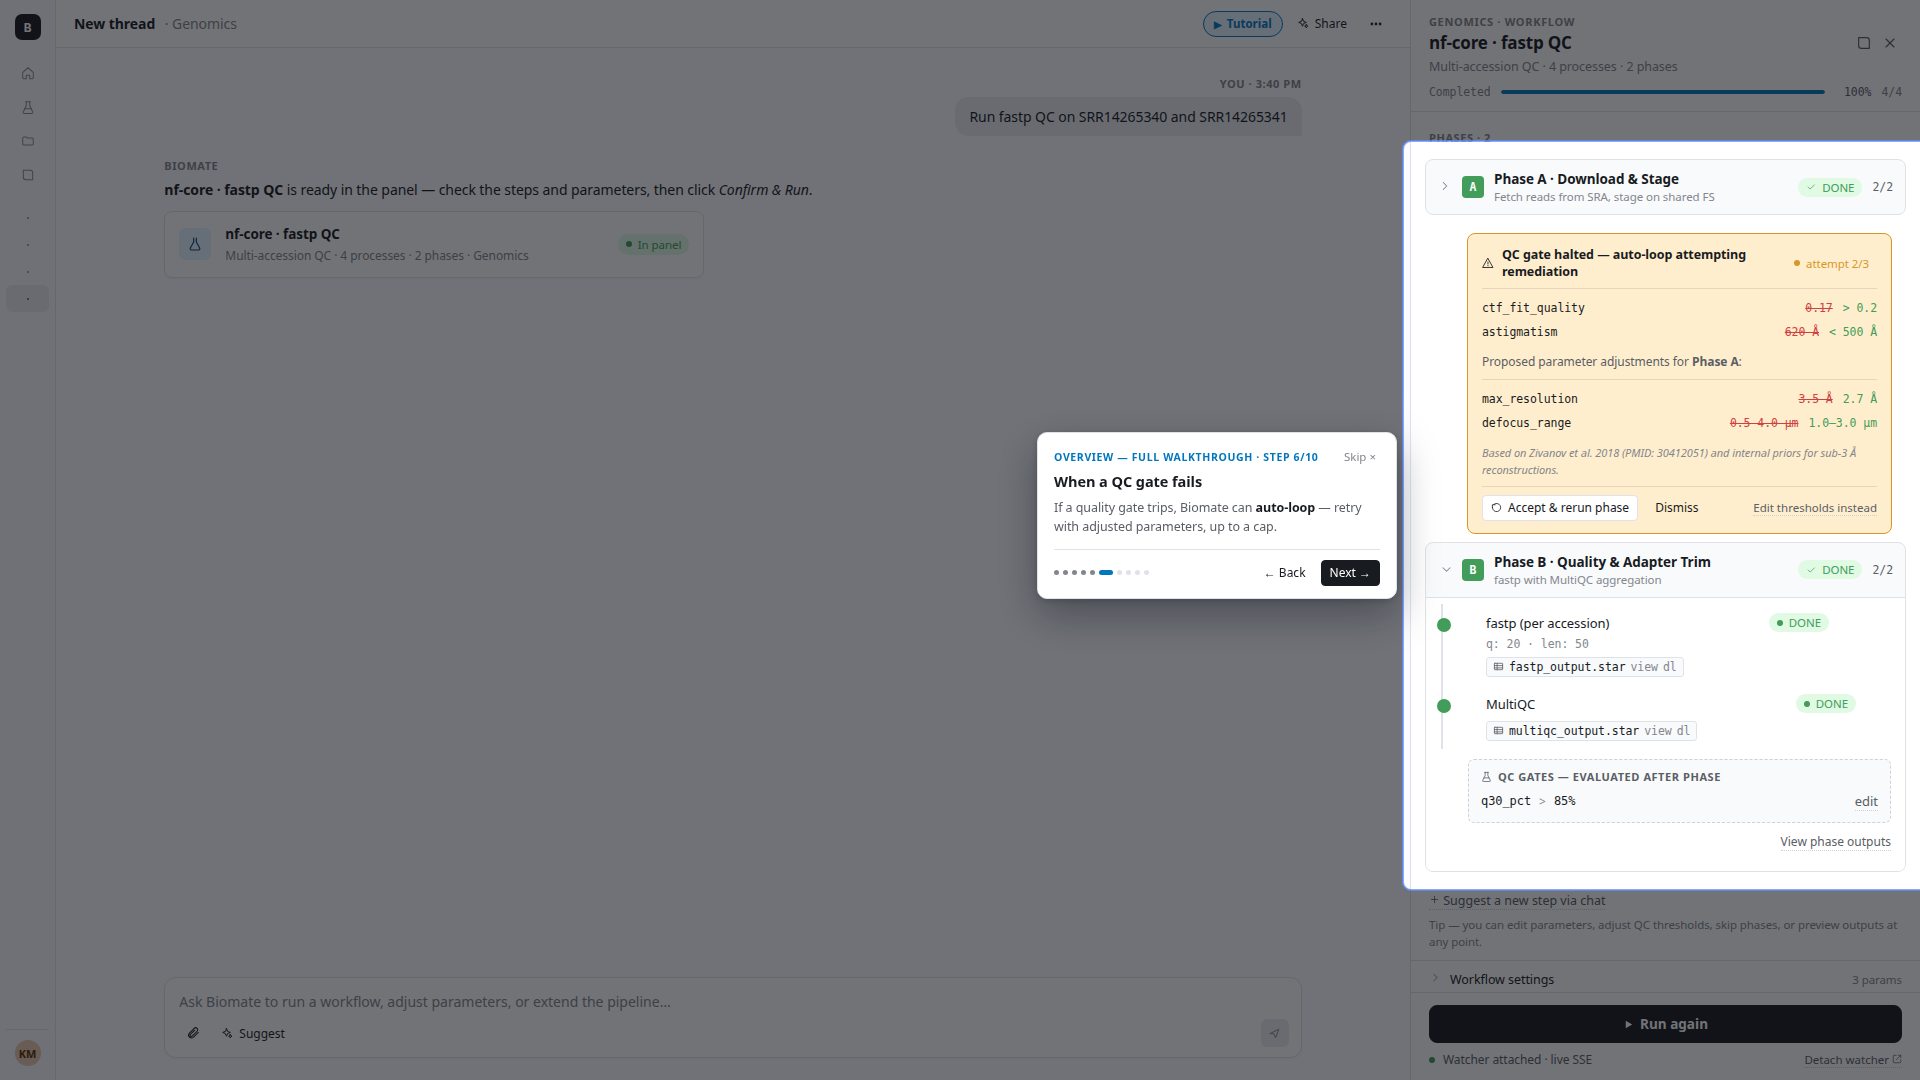 B
New thread · Genomics
▶ Tutorial
Share
YOU · 3:40 PM
Run fastp QC on SRR14265340 and SRR14265341
BIOMATE
nf-core · fastp QC is ready in the panel — check the steps and parameters, then click Confirm & Run.
nf-core · fastp QC
Multi-accession QC · 4 processes · 2 phases · Genomics
In panel
OVERVIEW — FULL WALKTHROUGH · STEP 6/10
Skip ×
When a QC gate fails
If a quality gate trips, Biomate can auto-loop — retry
with adjusted parameters, up to a cap.
← Back
Next →
Ask Biomate to run a workflow, adjust parameters, or extend the pipeline...
Suggest
KM
GENOMICS · WORKFLOW
nf-core · fastp QC
Multi-accession QC · 4 processes · 2 phases
Completed 100% 4/4
PHASES · 2
A
Phase A · Download & Stage
Fetch reads from SRA, stage on shared FS
DONE 2/2
QC gate halted — auto-loop attempting
remediation
attempt 2/3
ctf_fit_quality 0.17 > 0.2
astigmatism 620 Å < 500 Å
Proposed parameter adjustments for Phase A:
max_resolution 3.5 Å 2.7 Å
defocus_range 0.5–4.0 µm 1.0–3.0 µm
Based on Zivanov et al. 2018 (PMID: 30412051) and internal priors for sub-3 Å
reconstructions.
Accept & rerun phase
Dismiss
Edit thresholds instead
B
Phase B · Quality & Adapter Trim
fastp with MultiQC aggregation
DONE 2/2
fastp (per accession)
DONE
q: 20 · len: 50
fastp_output.star view dl
MultiQC
DONE
multiqc_output.star view dl
QC GATES — EVALUATED AFTER PHASE
q30_pct > 85%
edit
View phase outputs
+ Suggest a new step via chat
Tip — you can edit parameters, adjust QC thresholds, skip phases, or preview outputs at
any point.
Workflow settings
3 params
Run again
Watcher attached · live SSE
Detach watcher